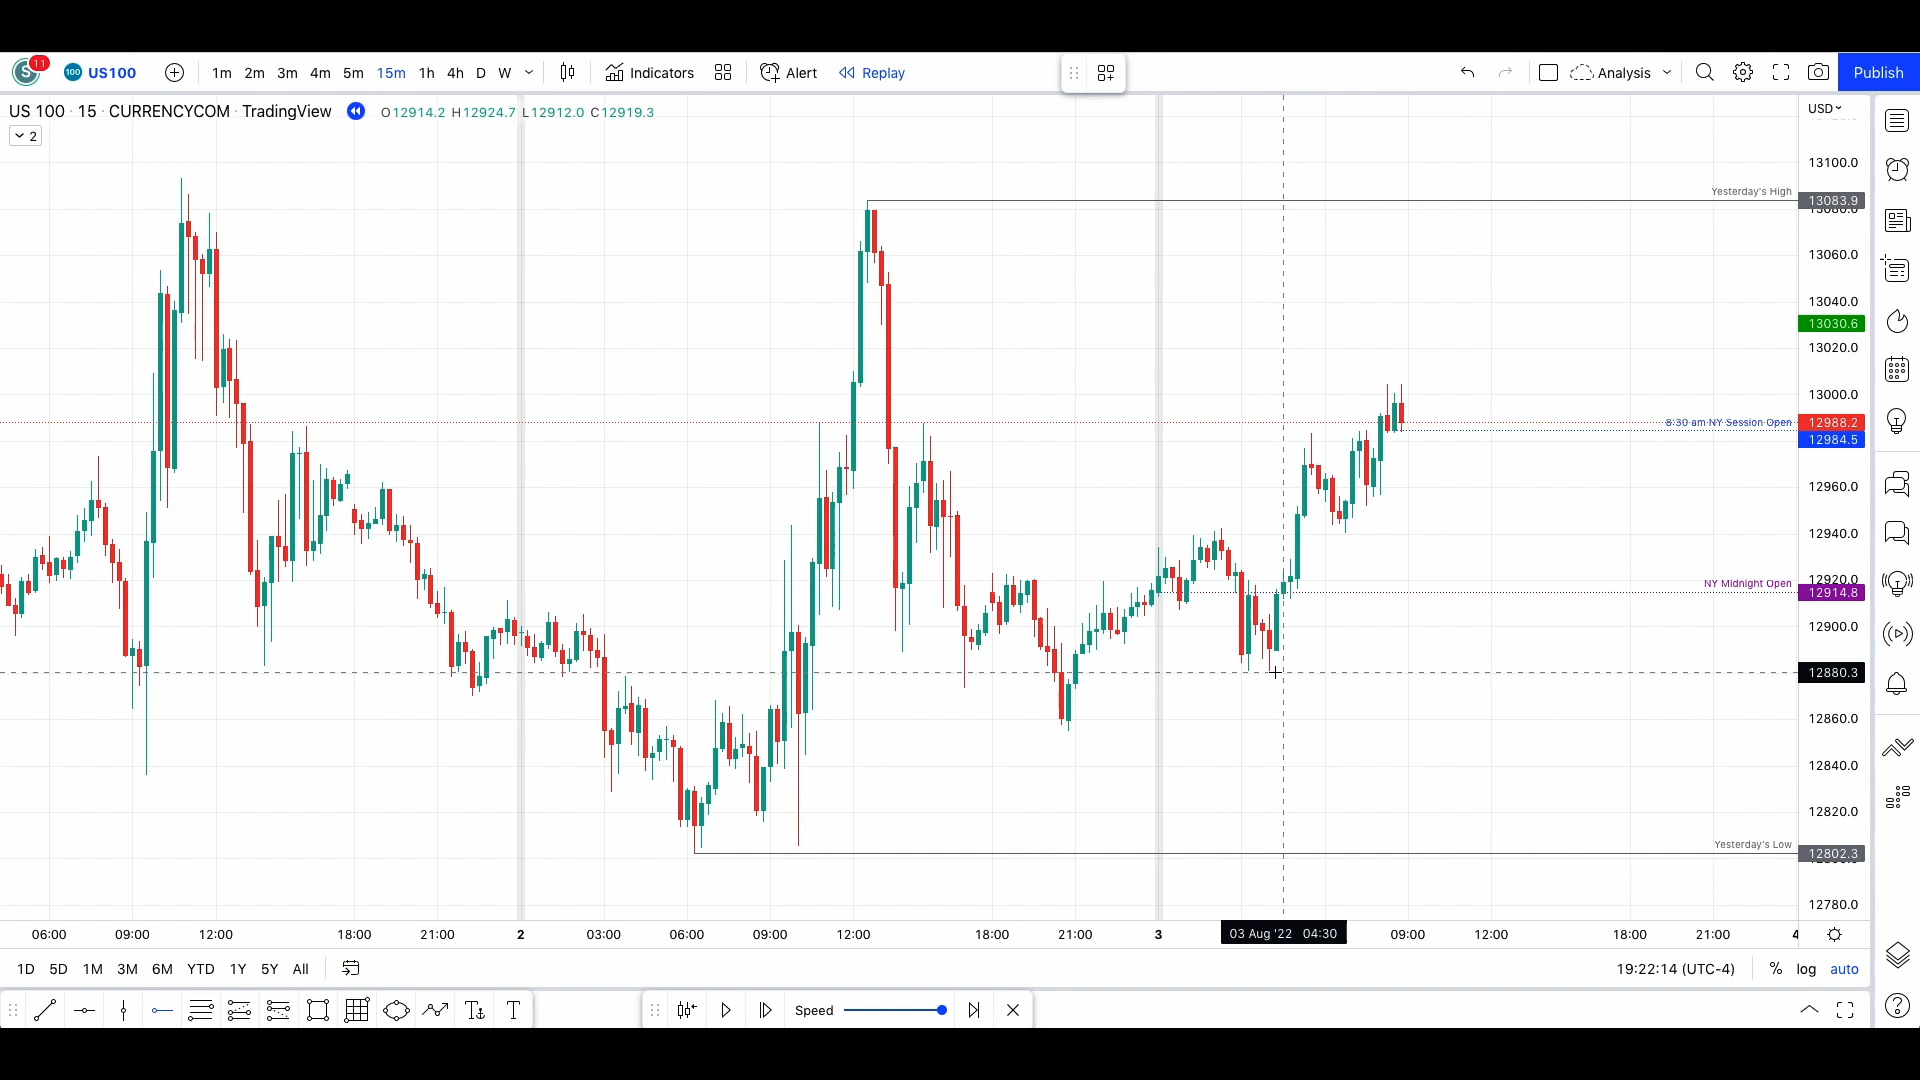 S 11 100 US100 1m 2m 3m 4m 5m 15m 1h 4h D W Indicators Alert Replay Analysis Publish
US 100 · 15 · CURRENCYCOM · TradingView O12914.2 H12924.7 L12912.0 C12919.3 USD
2
13100.0
Yesterday's High 13083.9
13060.0
13040.0
13030.6
13020.0
13000.0
8:30 am NY Session Open 12988.2
12984.5
12960.0
12940.0
12920.0
NY Midnight Open 12914.8
12900.0
12880.3
12860.0
12840.0
12820.0
Yesterday's Low 12802.3
12780.0
06:00 09:00 12:00 18:00 21:00 2 03:00 06:00 09:00 12:00 18:00 21:00 3 03 Aug '22 04:30 09:00 12:00 18:00 21:00 4
1D 5D 1M 3M 6M YTD 1Y 5Y All 19:22:14 (UTC-4) % log auto
T T Speed